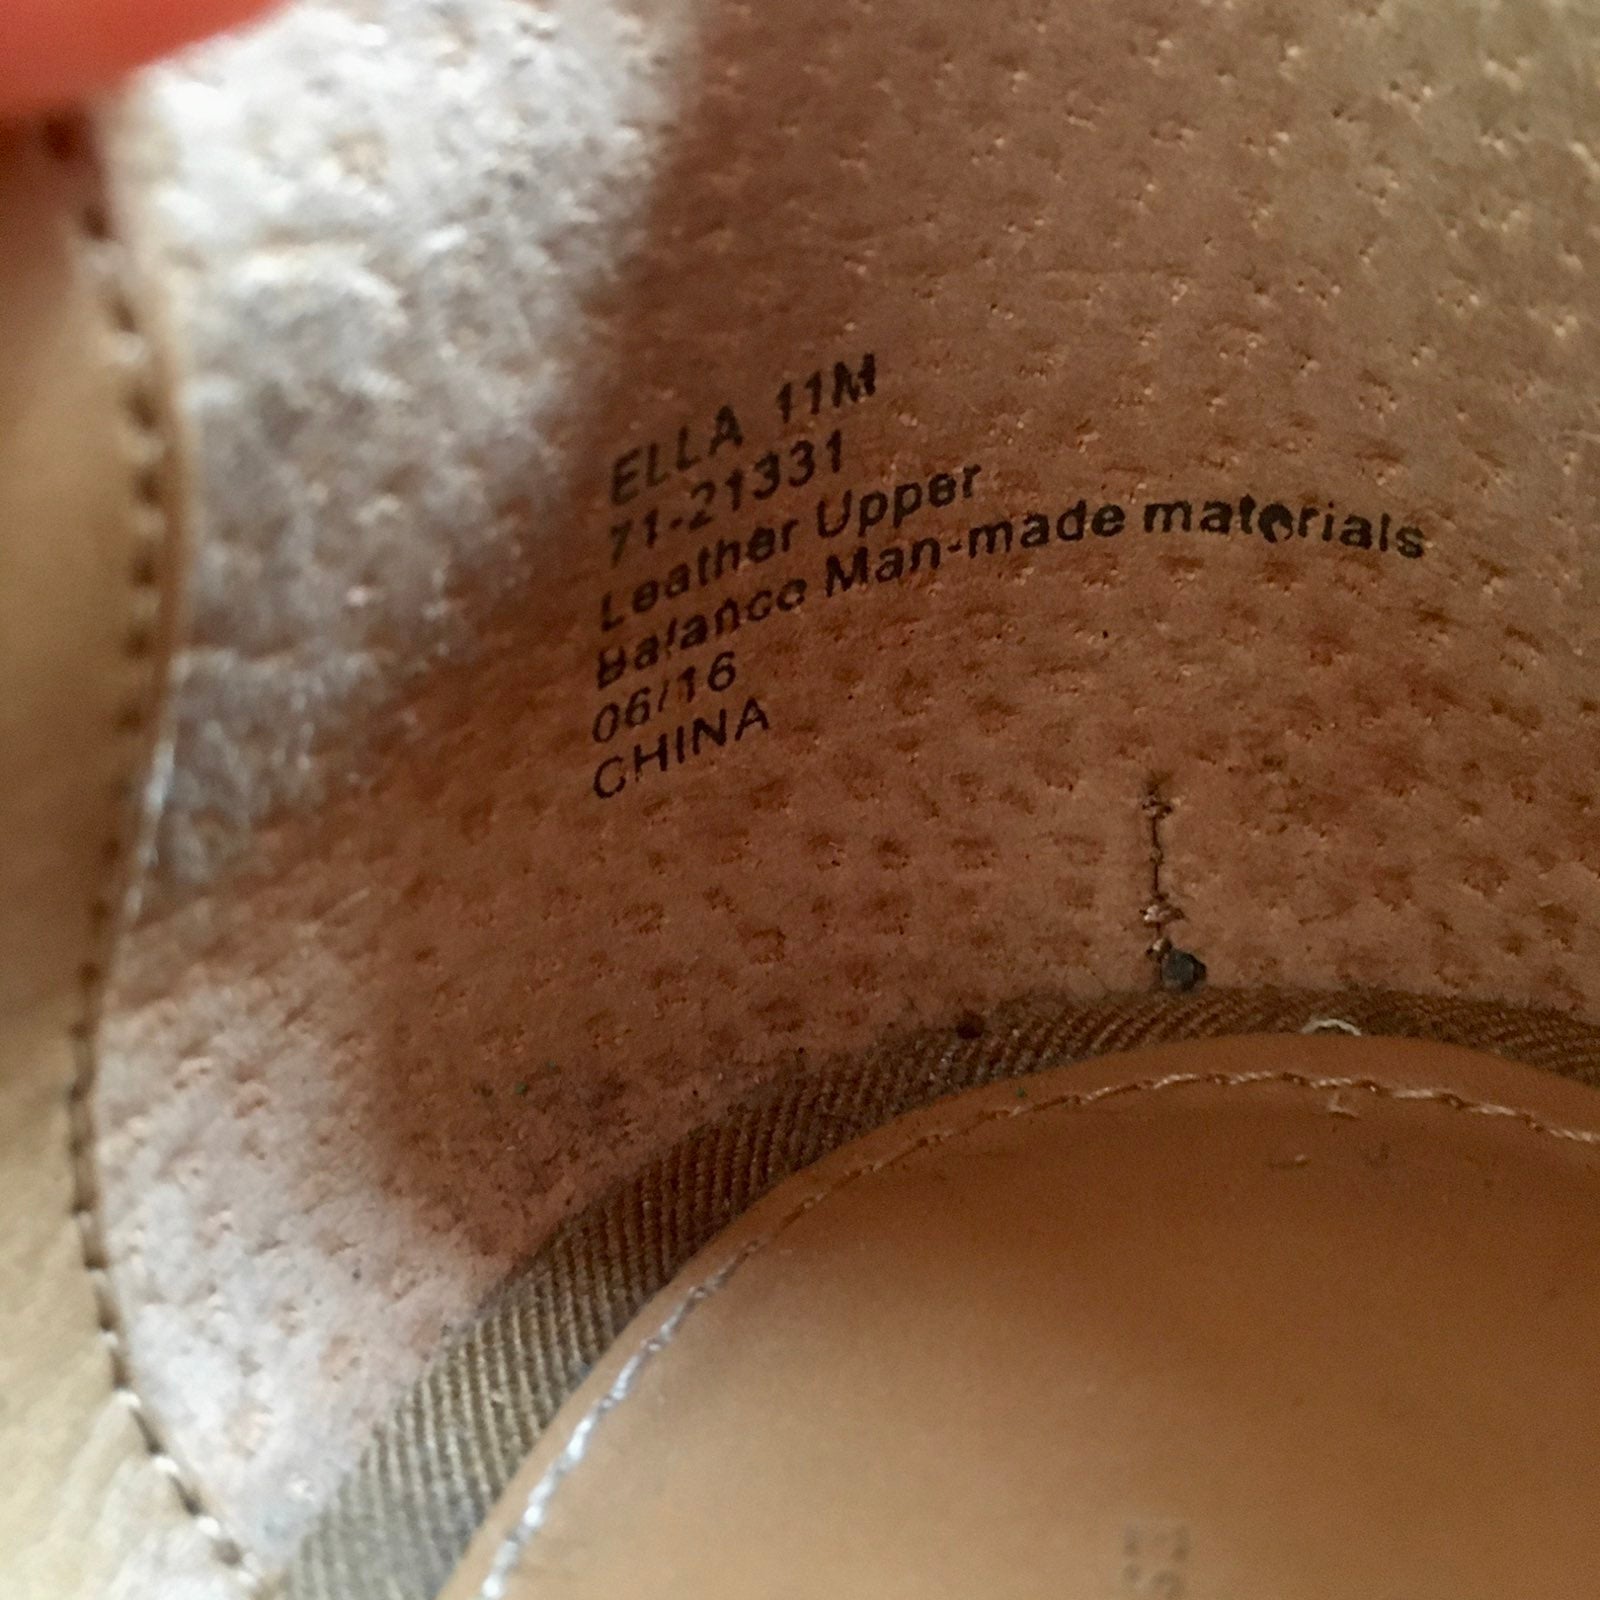 ELLA 11M
71-21331
Leather Upper
Balance Man-made materials
06/16
CHINA